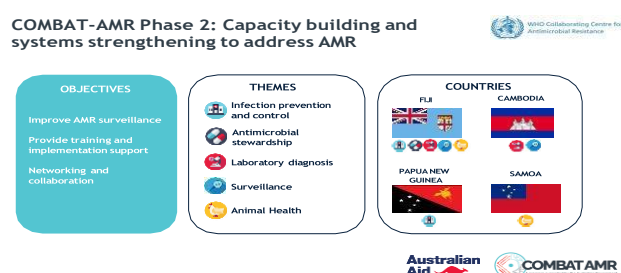 COMBAT-AMR Phase 2: Capacity building and
systems strengthening to address AMR
WHO Collaborating Centre for
Antimicrobial Resistance
OBJECTIVES
Improve AMR surveillance
Provide training and
implementation support
Networking and
collaboration
THEMES
Infection prevention
and control
Antimicrobial
stewardship
Laboratory diagnosis
Surveillance
Animal Health
COUNTRIES
FIJI
CAMBODIA
PAPUA NEW
GUINEA
SAMOA
Australian
Aid
COMBAT AMR